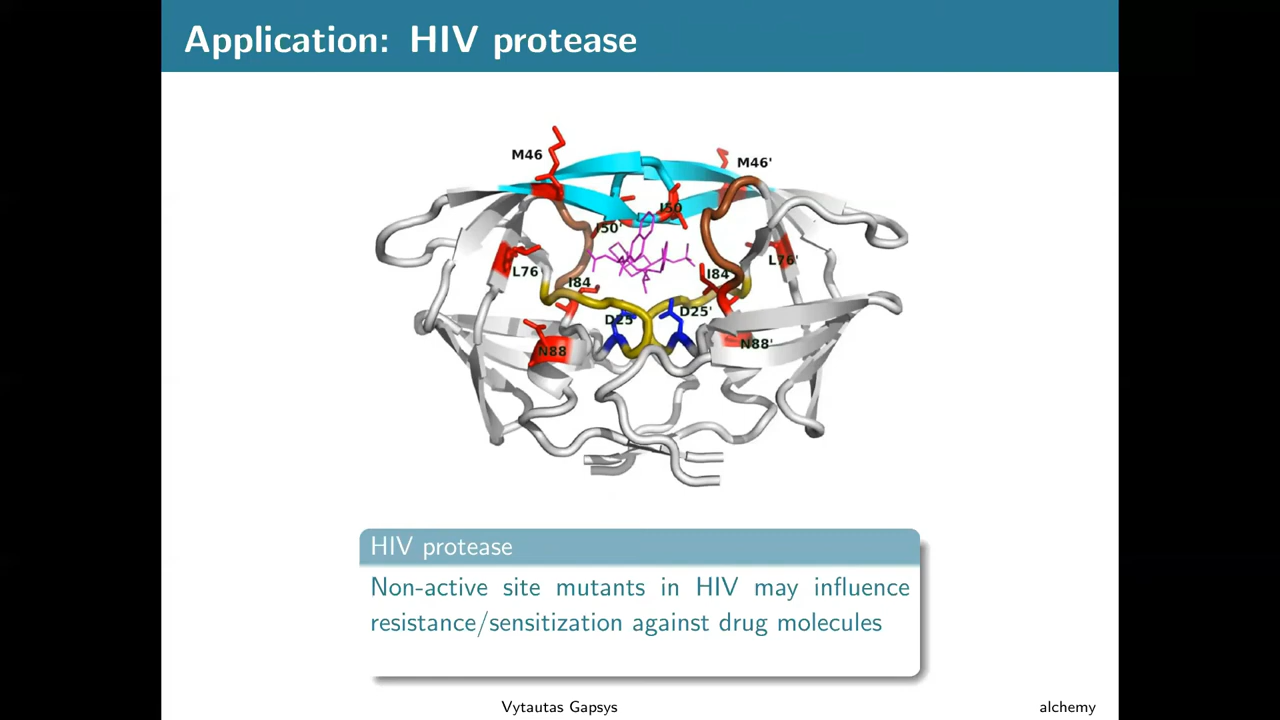 Application: HIV protease
M46
M46'
I50
I50'
L76
L76'
I84
I84
D25
D25'
N88
N88'
HIV protease
Non-active site mutants in HIV may influence
resistance/sensitization against drug molecules
Vytautas Gapsys
alchemy